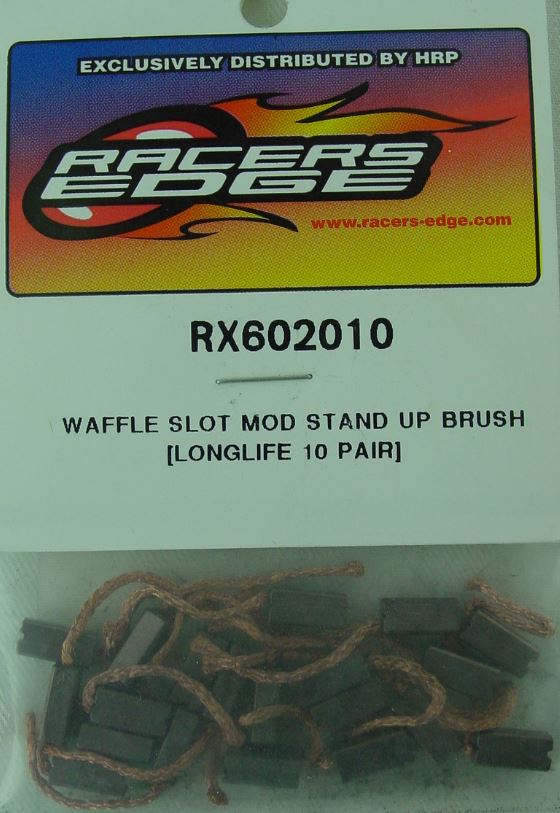 EXCLUSIVELY DISTRIBUTED BY HRP
RACERS
EDGE
www.racers-edge.com
RX602010
WAFFLE SLOT MOD STAND UP BRUSH
[LONGLIFE 10 PAIR]